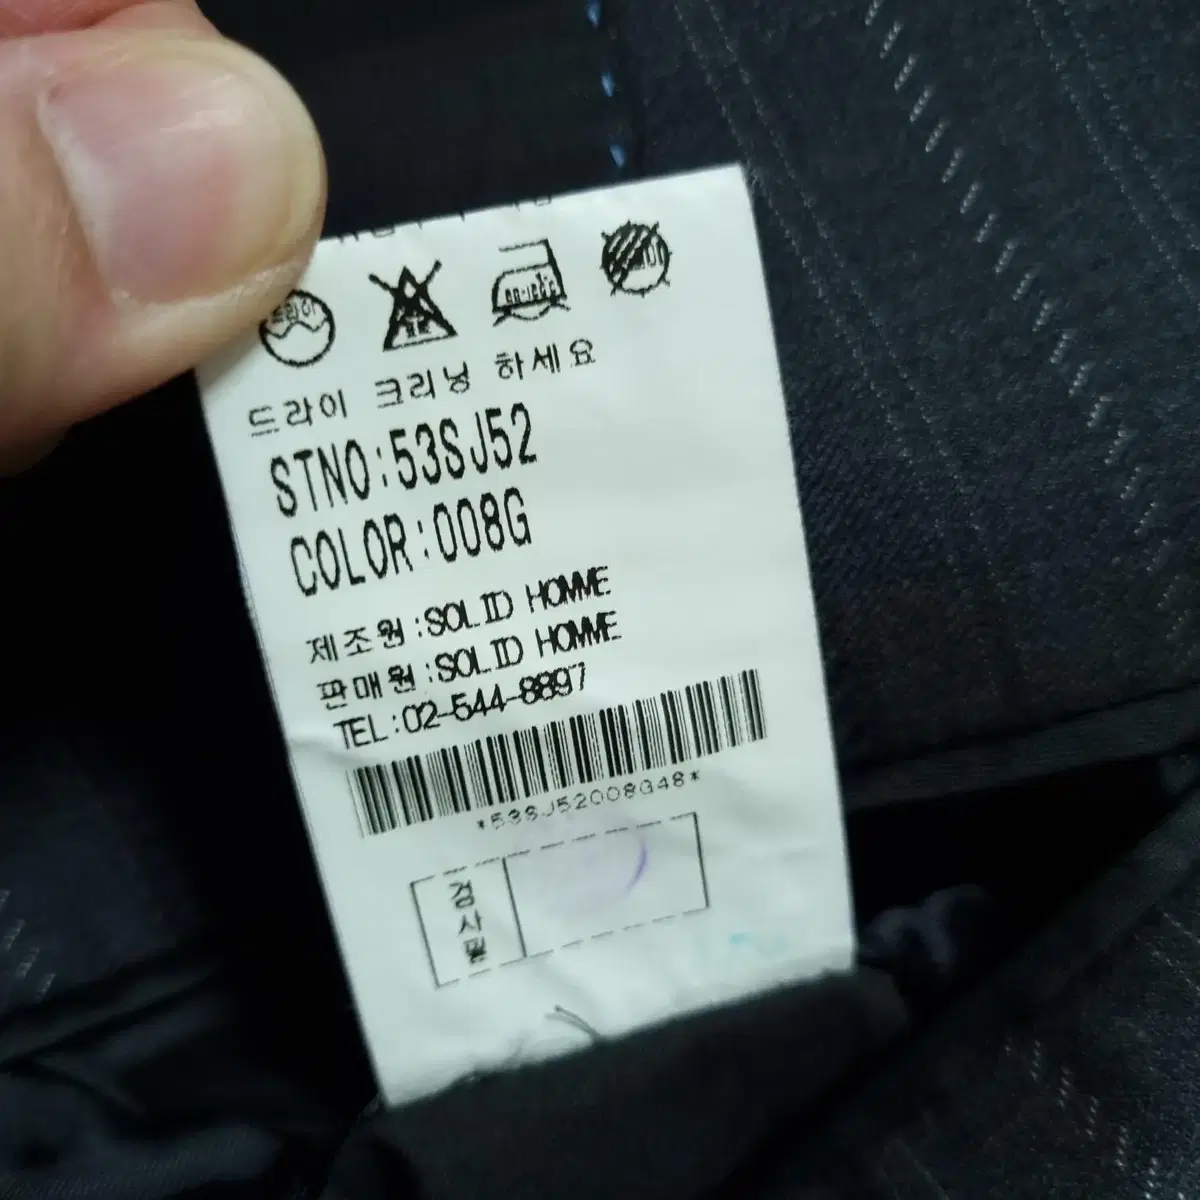 드라이
드라이 크리닝 하세요
STNO:53SJ52
COLOR:008G
제조원:SOLID HOMME
판매원:SOLID HOMME
TEL:02-544-8897
*53SJ52008G48*
검사필